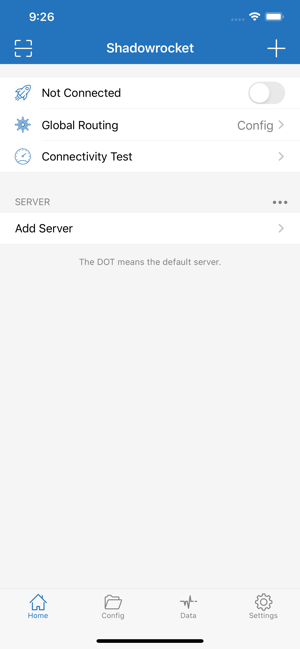 9:26
Shadowrocket
Not Connected
Global Routing Config
Connectivity Test
SERVER
Add Server
The DOT means the default server.
Home Config Data Settings